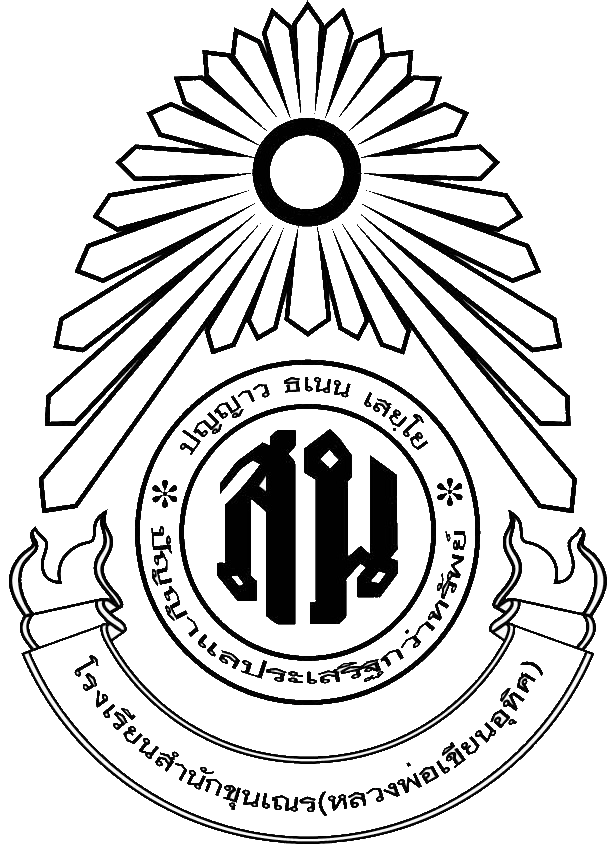 ปญฺญาว ธเนน เสยฺโย
สน
ปัญญาแลประเสริฐกว่าทรัพย์
โรงเรียนสำนักขุนเณร(หลวงพ่อเขียนอุทิศ)